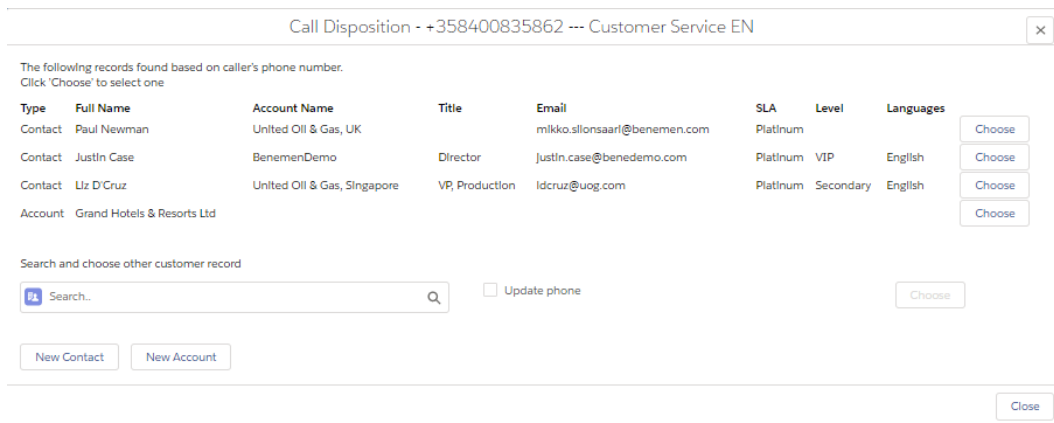 Call Disposition - +358400835862 --- Customer Service EN
The following records found based on caller's phone number.
Click 'Choose' to select one
Type Full Name Account Name Title Email SLA Level Languages
Contact Paul Newman United Oil & Gas, UK mikko.siionsaari@benemen.com Platinum Choose
Contact Justin Case BenemenDemo Director justin.case@benedemo.com Platinum VIP English Choose
Contact Liz D'Cruz United Oil & Gas, Singapore VP, Production ldcruz@uog.com Platinum Secondary English Choose
Account Grand Hotels & Resorts Ltd Choose
Search and choose other customer record
Search.. Update phone Choose
New Contact New Account
Close